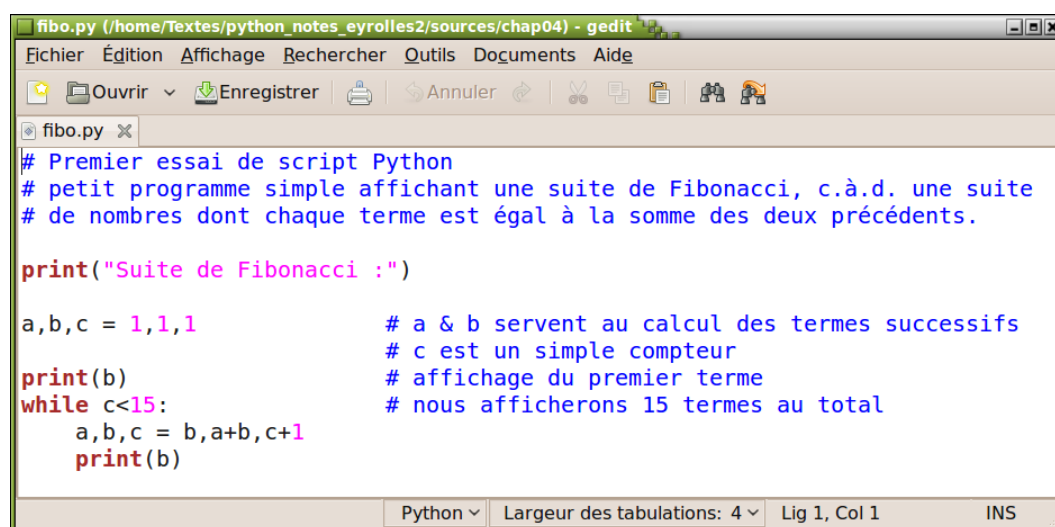 fibo.py (/home/Textes/python_notes_eyrolles2/sources/chap04) - gedit
Fichier Édition Affichage Rechercher Outils Documents Aide
Ouvrir Enregistrer Annuler
fibo.py
# Premier essai de script Python
# petit programme simple affichant une suite de Fibonacci, c.à.d. une suite
# de nombres dont chaque terme est égal à la somme des deux précédents.
print("Suite de Fibonacci :")
a,b,c = 1,1,1 # a & b servent au calcul des termes successifs
# c est un simple compteur
print(b) # affichage du premier terme
while c<15: # nous afficherons 15 termes au total
    a,b,c = b,a+b,c+1
    print(b)
Python Largeur des tabulations: 4 Lig 1, Col 1 INS